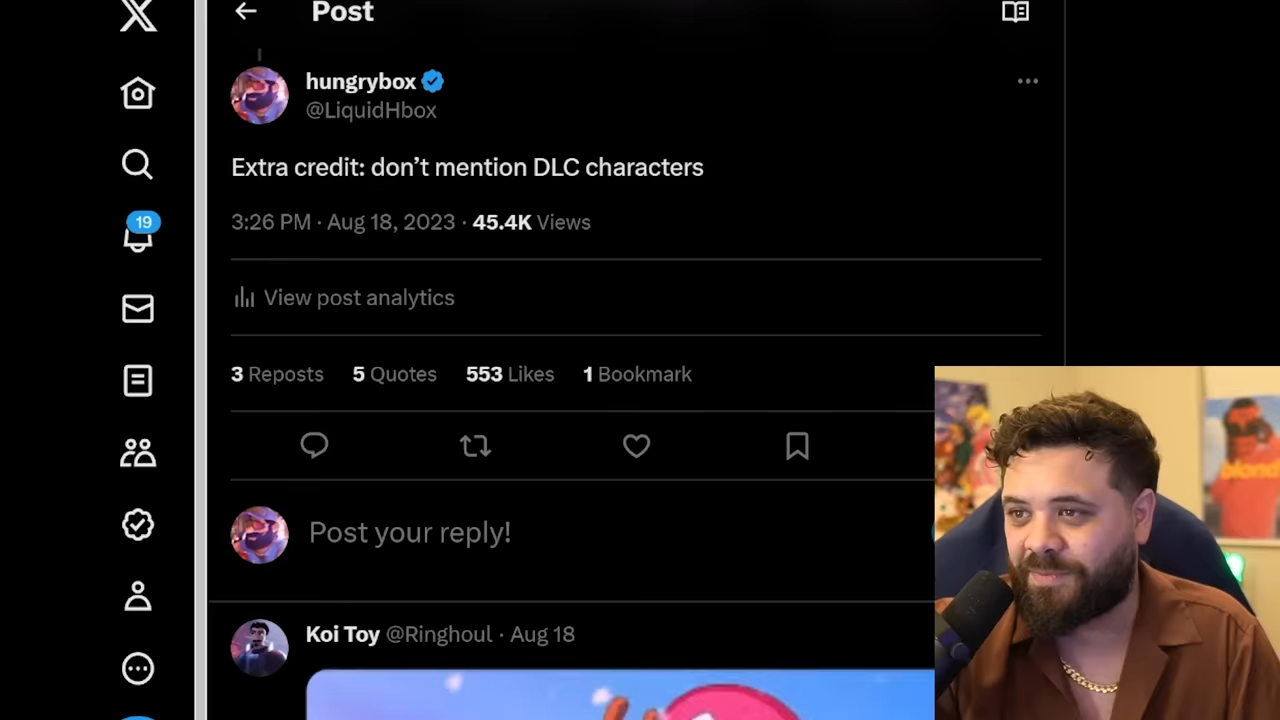 Post
hungrybox
@LiquidHbox
Extra credit: don’t mention DLC characters
3:26 PM · Aug 18, 2023 · 45.4K Views
19
View post analytics
3 Reposts 5 Quotes 553 Likes 1 Bookmark
Post your reply!
Koi Toy @Ringhoul · Aug 18
blond